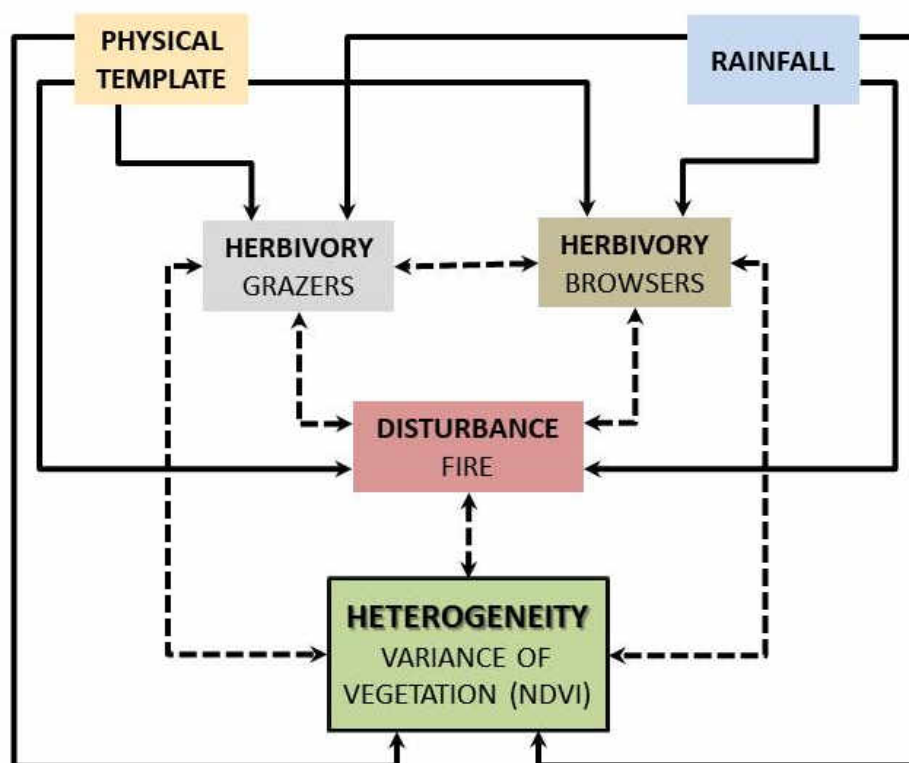 PHYSICAL
TEMPLATE
RAINFALL
HERBIVORY
GRAZERS
HERBIVORY
BROWSERS
DISTURBANCE
FIRE
HETEROGENEITY
VARIANCE OF
VEGETATION (NDVI)